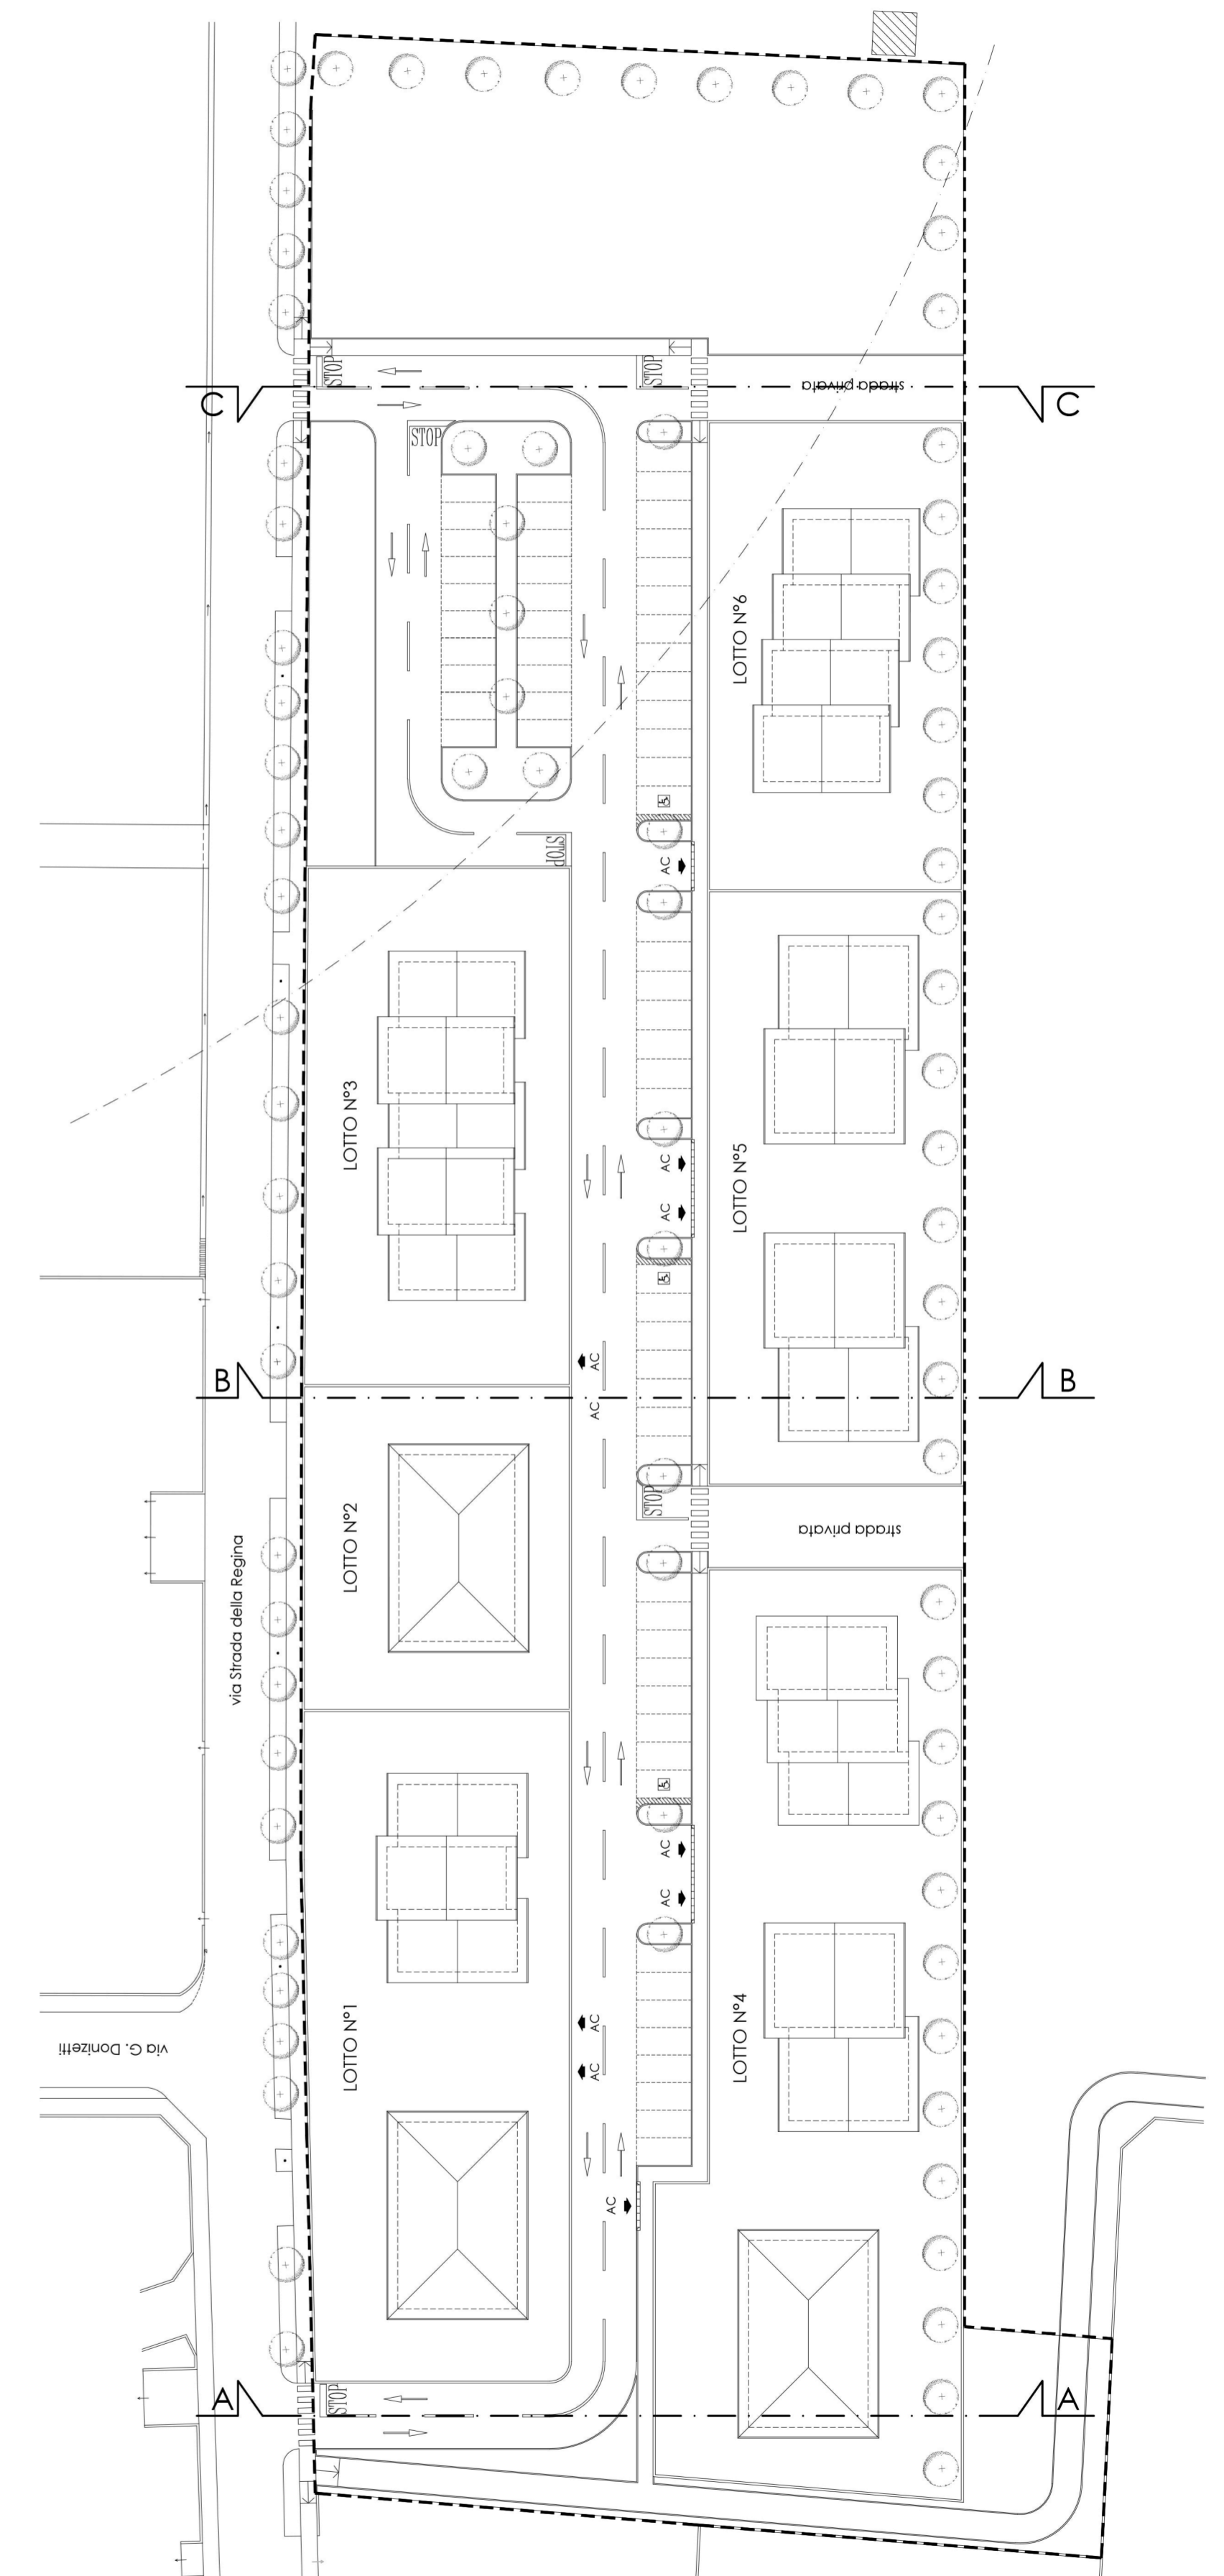 STOP
STOP
C
strada privata
C
STOP
LOTTO N°6
STOP
AC
LOTTO N°3
AC
LOTTO N°5
AC
B
AC
B
AC
STOP
LOTTO N°2
strada privata
via Strada della Regina
AC
AC
LOTTO N°1
AC
LOTTO N°4
via G. Donizetti
AC
AC
A
STOP
A